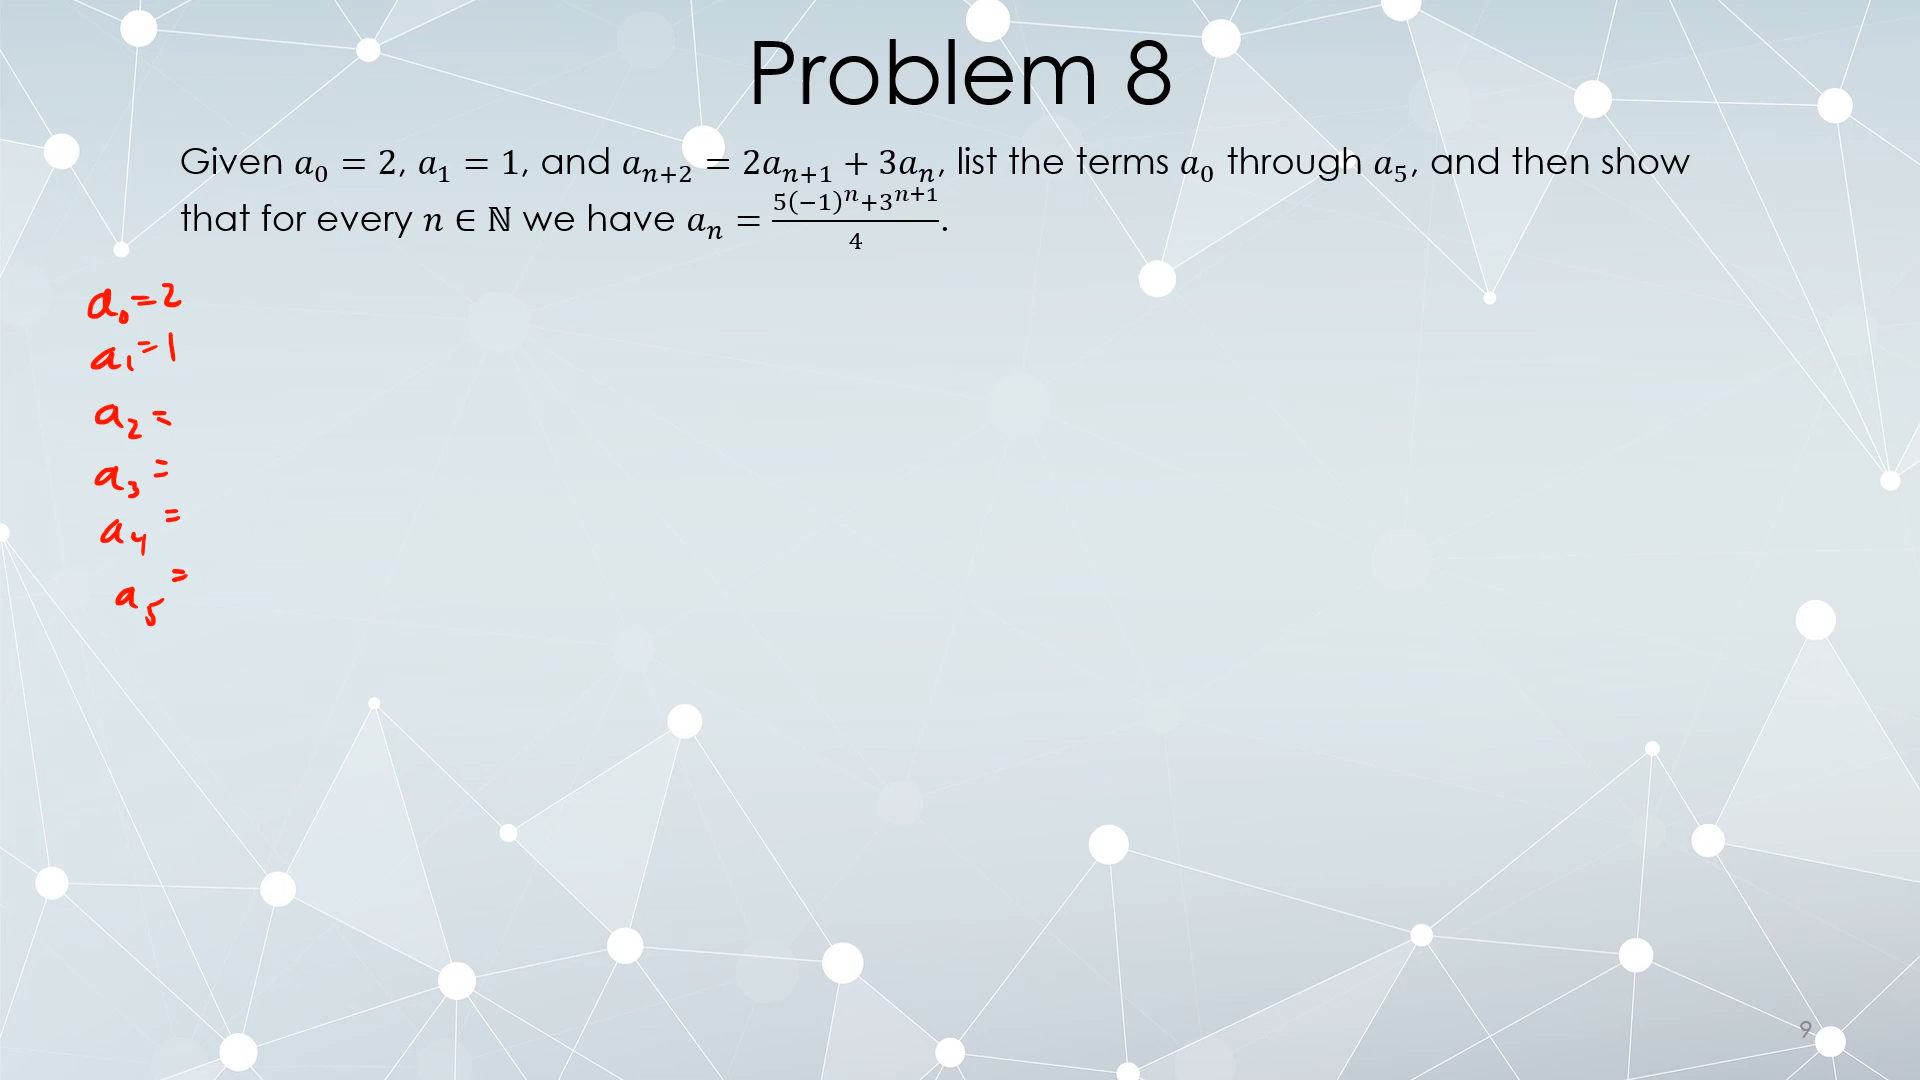 Problem 8
Given a₀ = 2, a₁ = 1, and aₙ₊₂ = 2aₙ₊₁ + 3aₙ, list the terms a₀ through a₅, and then show
that for every n ∈ ℕ we have aₙ = (5(−1)ⁿ+3ⁿ⁺¹)/4.
a₀ = 2
a₁ = 1
a₂ =
a₃ =
a₄ =
a₅ =
9